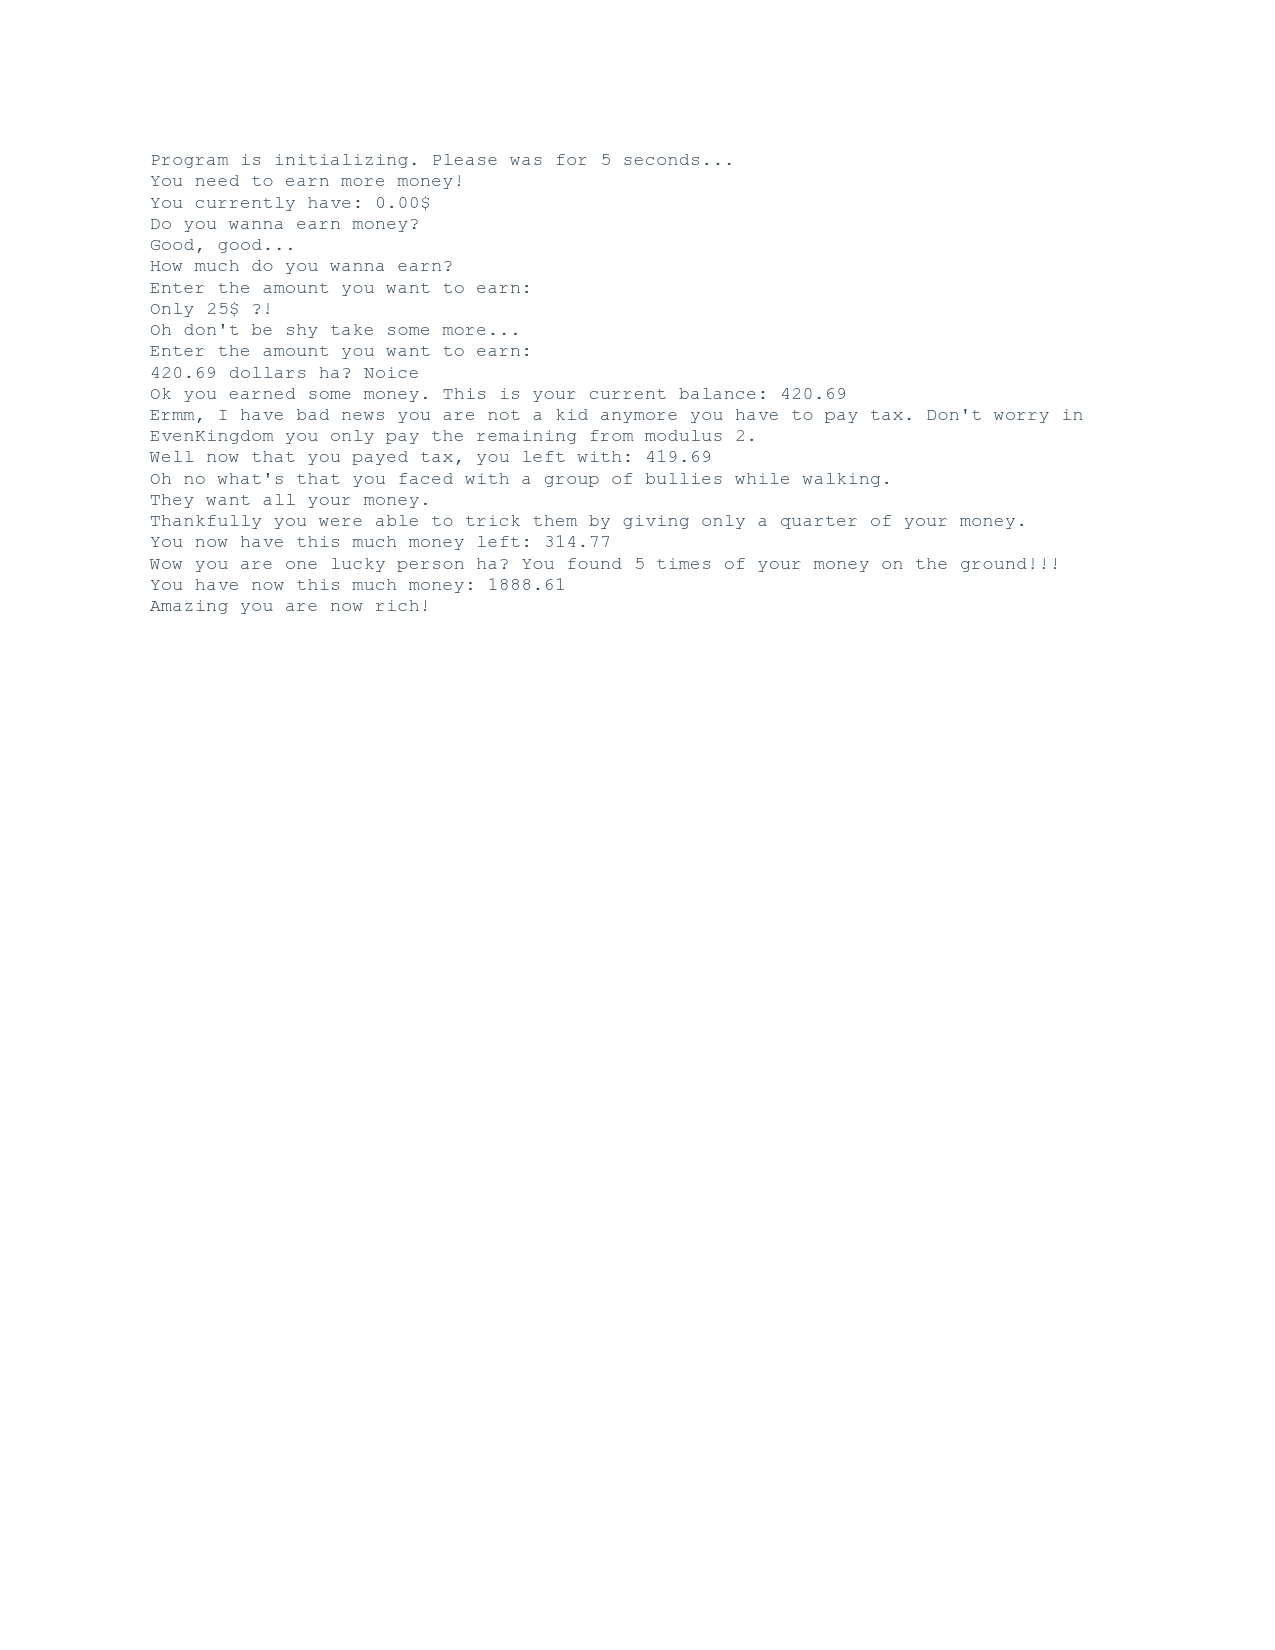 Program is initializing. Please was for 5 seconds...
You need to earn more money!
You currently have: 0.00$
Do you wanna earn money?
Good, good...
How much do you wanna earn?
Enter the amount you want to earn:
Only 25$ ?!
Oh don't be shy take some more...
Enter the amount you want to earn:
420.69 dollars ha? Noice
Ok you earned some money. This is your current balance: 420.69
Ermm, I have bad news you are not a kid anymore you have to pay tax. Don't worry in
EvenKingdom you only pay the remaining from modulus 2.
Well now that you payed tax, you left with: 419.69
Oh no what's that you faced with a group of bullies while walking.
They want all your money.
Thankfully you were able to trick them by giving only a quarter of your money.
You now have this much money left: 314.77
Wow you are one lucky person ha? You found 5 times of your money on the ground!!!
You have now this much money: 1888.61
Amazing you are now rich!